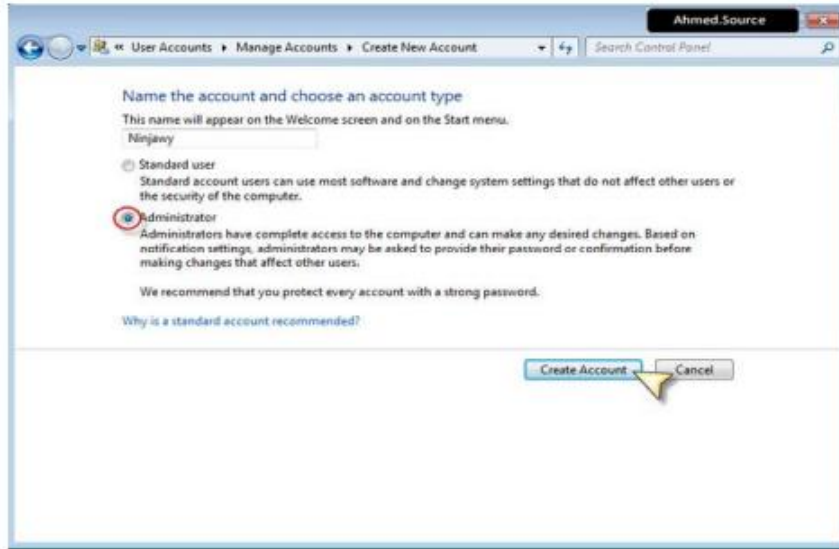 Ahmed.Source
« User Accounts ▸ Manage Accounts ▸ Create New Account
Search Control Panel
Name the account and choose an account type
This name will appear on the Welcome screen and on the Start menu.
Ninjawy
Standard user
Standard account users can use most software and change system settings that do not affect other users or
the security of the computer.
Administrator
Administrators have complete access to the computer and can make any desired changes. Based on
notification settings, administrators may be asked to provide their password or confirmation before
making changes that affect other users.
We recommend that you protect every account with a strong password.
Why is a standard account recommended?
Create Account
Cancel